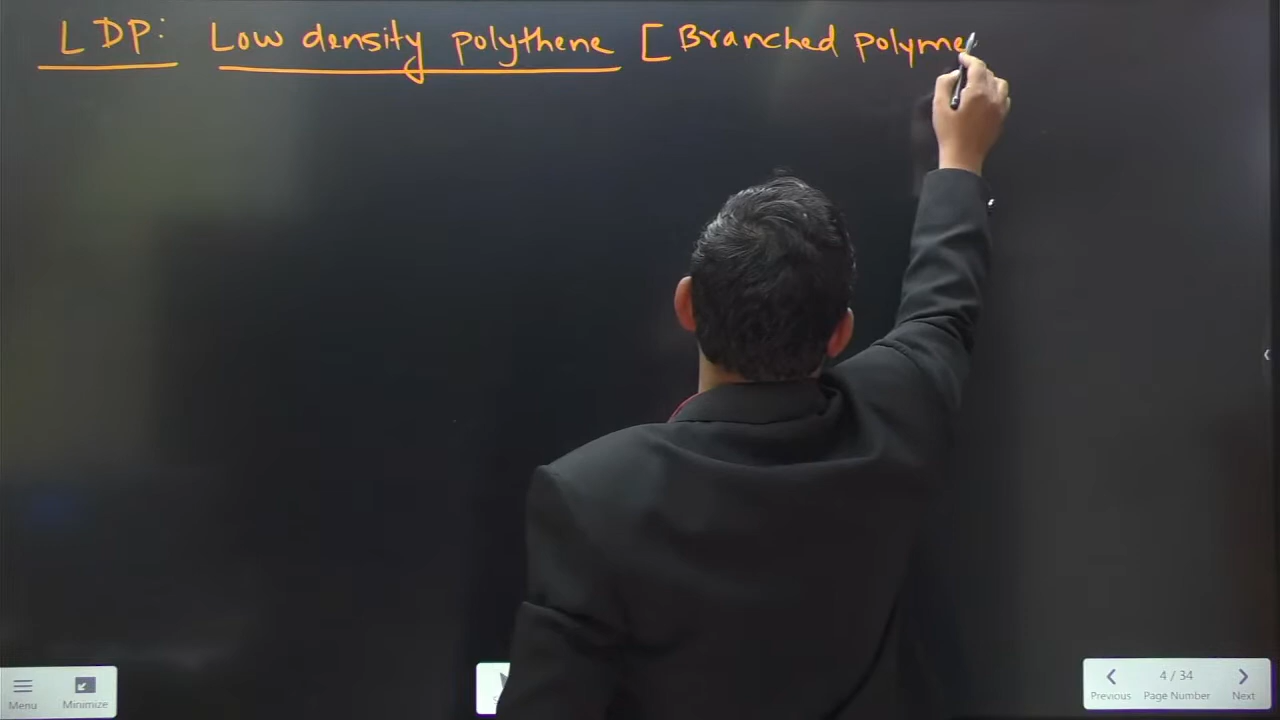 LDP: Low density polythene [Branched polyme
Menu
Minimize
4 / 34
Previous
Page Number
Next